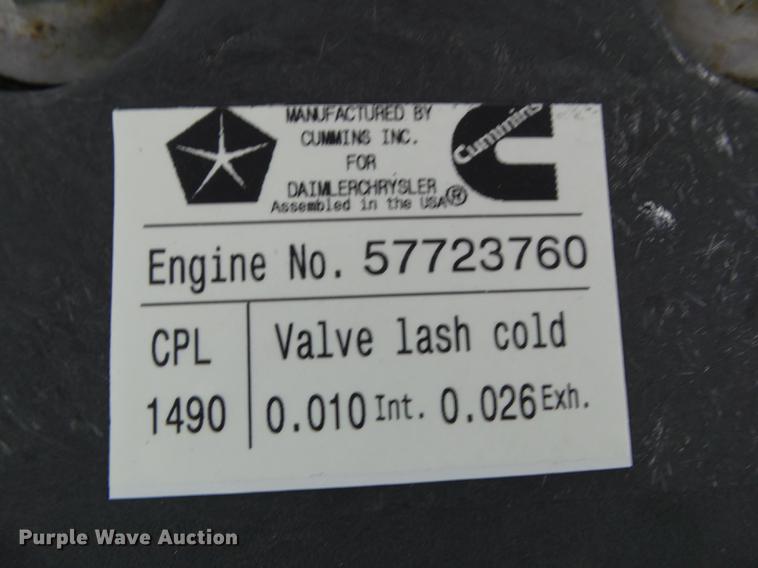 MANUFACTURED BY
CUMMINS INC.
FOR
DAIMLERCHRYSLER
Assembled in the USA
Cummins ®
Engine No. 57723760
CPL
1490
Valve lash cold
0.010 Int. 0.026 Exh.
Purple Wave Auction